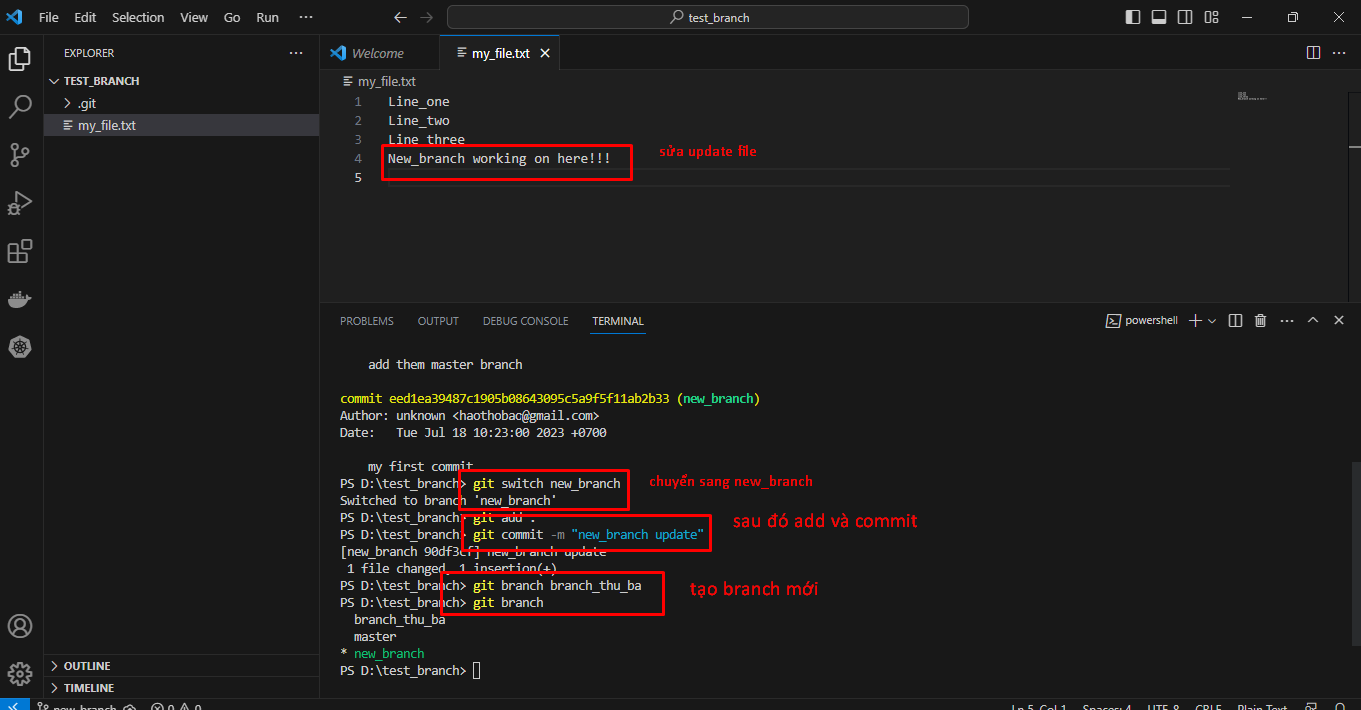 File Edit Selection View Go Run ··· test_branch
EXPLORER ···
TEST_BRANCH
.git
my_file.txt
OUTLINE
TIMELINE
Welcome my_file.txt ···
my_file.txt
1 Line_one
2 Line_two
3 Line_three
4 New_branch working on here!!! sửa update file
5
PROBLEMS OUTPUT DEBUG CONSOLE TERMINAL powershell ···
add them master branch
commit eed1ea39487c1905b08643095c5a9f5f11ab2b33 (new_branch)
Author: unknown <haothobac@gmail.com>
Date: Tue Jul 18 10:23:00 2023 +0700
my first commit
PS D:\test_branch> git switch new_branch chuyển sang new_branch
Switched to branch 'new_branch'
PS D:\test_branch> git add . sau đó add và commit
PS D:\test_branch> git commit -m "new_branch update"
[new_branch 90df3cf] new_branch update
1 file changed, 1 insertion(+)
PS D:\test_branch> git branch branch_thu_ba tạo branch mới
PS D:\test_branch> git branch
branch_thu_ba
master
* new_branch
PS D:\test_branch>
new_branch 0 0 Ln 5, Col 1 Spaces: 4 UTF-8 CRLF Plain Text